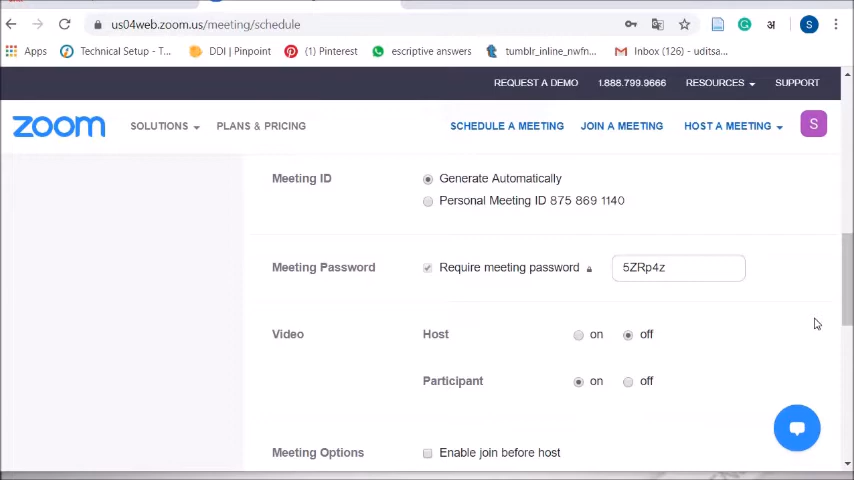 us04web.zoom.us/meeting/schedule
अ S
Apps Technical Setup - T... DDI | Pinpoint (1) Pinterest escriptive answers tumblr_inline_nwfn... Inbox (126) - uditsa...
REQUEST A DEMO 1.888.799.9666 RESOURCES SUPPORT
zoom SOLUTIONS PLANS & PRICING SCHEDULE A MEETING JOIN A MEETING HOST A MEETING S
Meeting ID Generate Automatically
Personal Meeting ID 875 869 1140
Meeting Password Require meeting password 5ZRp4z
Video Host on off
Participant on off
Meeting Options Enable join before host